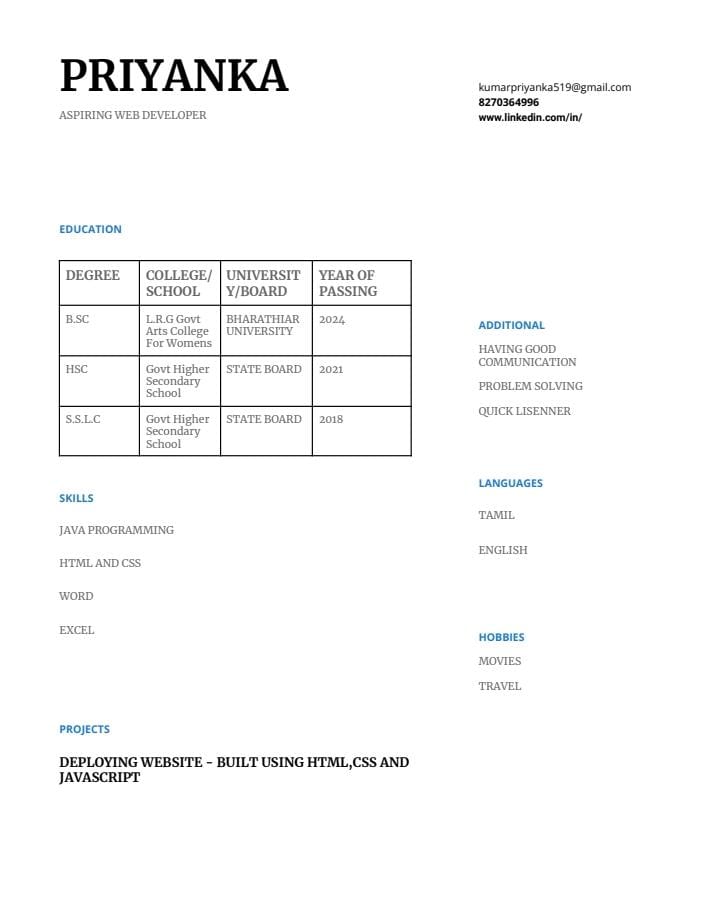 PRIYANKA
ASPIRING WEB DEVELOPER
kumarpriyanka519@gmail.com
8270364996
www.linkedin.com/in/
EDUCATION
DEGREE
COLLEGE/
SCHOOL
UNIVERSIT
Y/BOARD
YEAR OF
PASSING
B.SC
L.R.G Govt
Arts College
For Womens
BHARATHIAR
UNIVERSITY
2024
HSC
Govt Higher
Secondary
School
STATE BOARD
2021
S.S.L.C
Govt Higher
Secondary
School
STATE BOARD
2018
SKILLS
JAVA PROGRAMMING
HTML AND CSS
WORD
EXCEL
PROJECTS
DEPLOYING WEBSITE - BUILT USING HTML,CSS AND
JAVASCRIPT
ADDITIONAL
HAVING GOOD
COMMUNICATION
PROBLEM SOLVING
QUICK LISENNER
LANGUAGES
TAMIL
ENGLISH
HOBBIES
MOVIES
TRAVEL